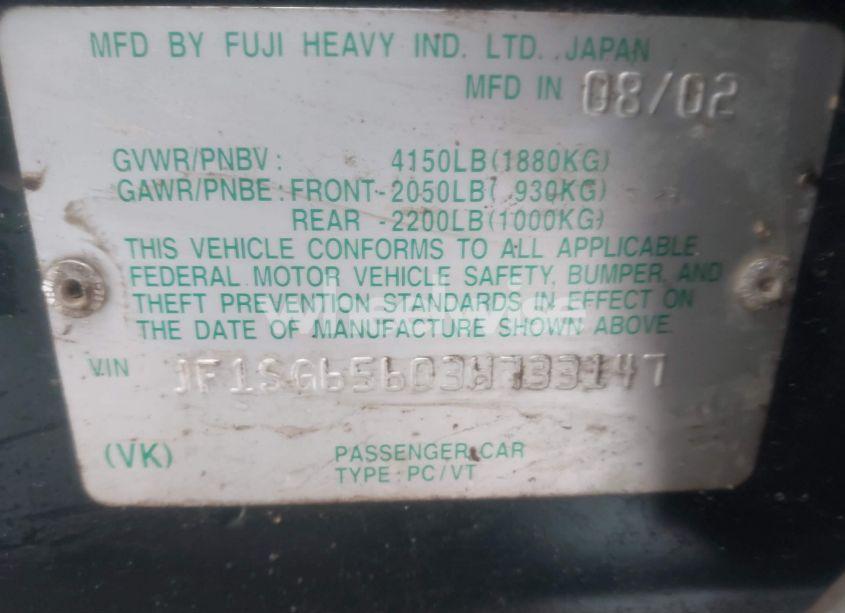 MFD BY FUJI HEAVY IND. LTD. JAPAN
MFD IN 08/02
GVWR/PNBV: 4150LB(1880KG)
GAWR/PNBE: FRONT-2050LB( 930KG)
REAR -2200LB(1000KG)
THIS VEHICLE CONFORMS TO ALL APPLICABLE
FEDERAL MOTOR VEHICLE SAFETY, BUMPER, AND
THEFT PREVENTION STANDARDS IN EFFECT ON
THE DATE OF MANUFACTURE SHOWN ABOVE.
VIN JF1SG65603H733147
(VK) PASSENGER CAR
TYPE: PC/VT